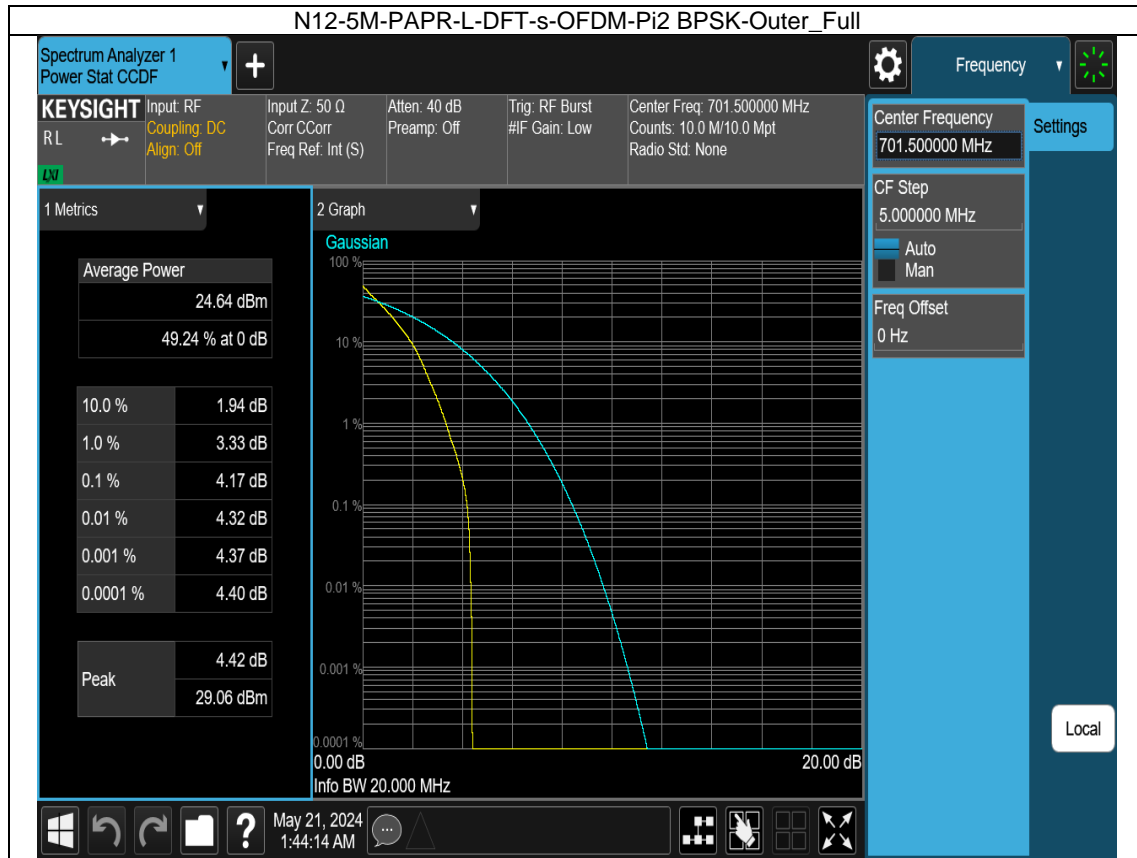 N12-5M-PAPR-L-DFT-s-OFDM-Pi2 BPSK-Outer_Full
Spectrum Analyzer 1
Power Stat CCDF
+
Frequency
KEYSIGHT
RL
LXI
Input: RF
Coupling: DC
Align: Off
Input Z: 50 Ω
Corr CCorr
Freq Ref: Int (S)
Atten: 40 dB
Preamp: Off
Trig: RF Burst
#IF Gain: Low
Center Freq: 701.500000 MHz
Counts: 10.0 M/10.0 Mpt
Radio Std: None
Center Frequency
701.500000 MHz
Settings
CF Step
5.000000 MHz
Auto
Man
Freq Offset
0 Hz
Local
1 Metrics
Average Power
24.64 dBm
49.24 % at 0 dB
10.0 % 1.94 dB
1.0 % 3.33 dB
0.1 % 4.17 dB
0.01 % 4.32 dB
0.001 % 4.37 dB
0.0001 % 4.40 dB
Peak
4.42 dB
29.06 dBm
2 Graph
Gaussian
100 %
10 %
1 %
0.1 %
0.01 %
0.001 %
0.0001 %
0.00 dB 20.00 dB
Info BW 20.000 MHz
?
May 21, 2024
1:44:14 AM